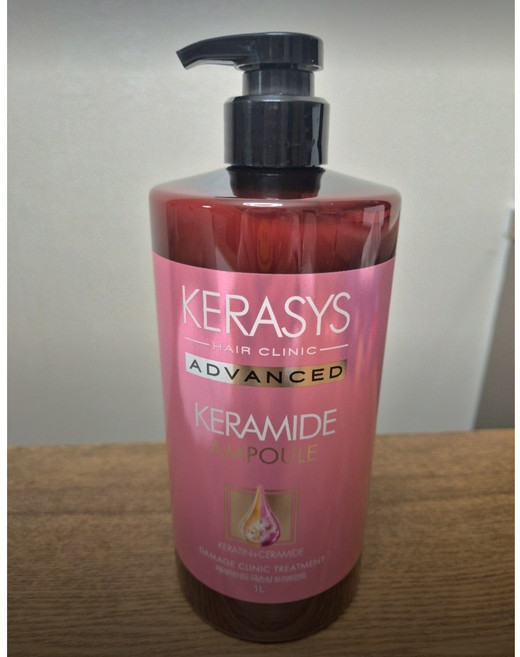 KERASYS
HAIR CLINIC
ADVANCED
KERAMIDE
AMPOULE
KERATIN+CERAMIDE
DAMAGE CLINIC TREATMENT
1L